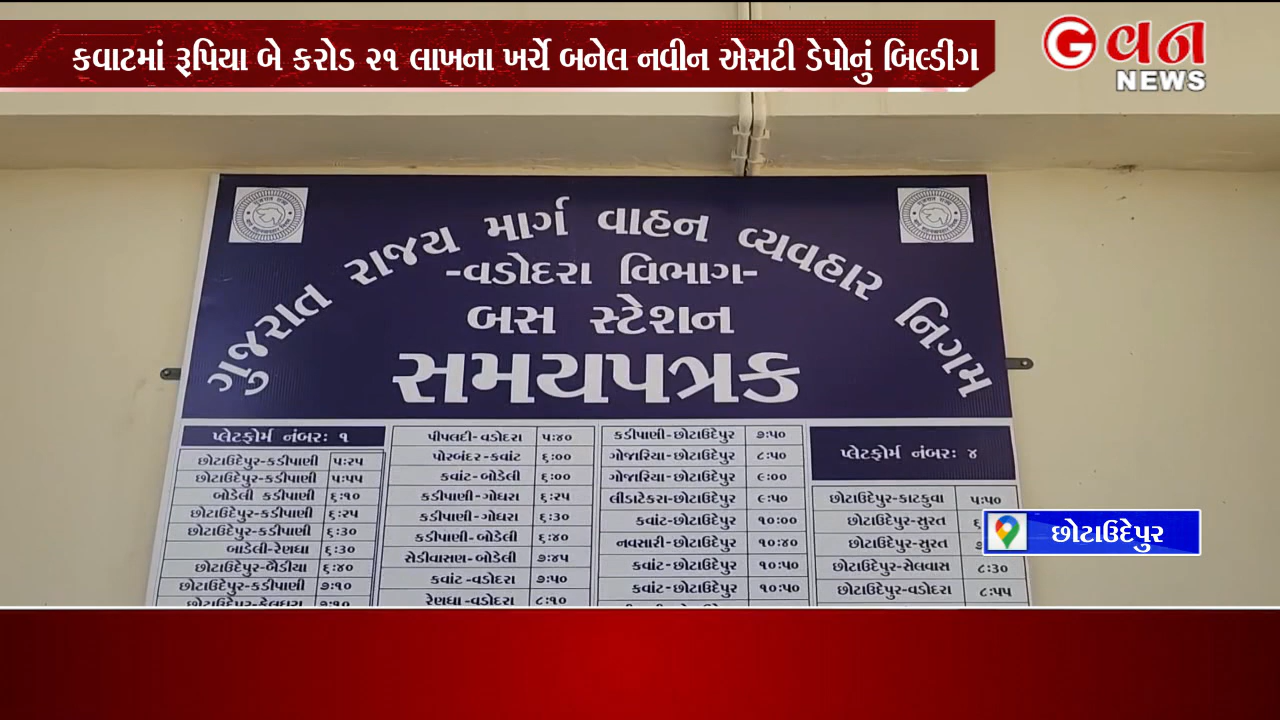 કવાટમાં રૂપિયા બે કરોડ ૨૧ લાખના ખર્ચે બનેલ નવીન એસટી ડેપોનું બિલ્ડીંગ
G વન
NEWS
ગુજરાત રાજ્ય માર્ગ વાહન વ્યવહાર નિગમ
-વડોદરા વિભાગ-
બસ સ્ટેશન
સમયપત્રક
પ્લેટફોર્મ નંબરઃ ૧
છોટાઉદેપુર-કડીપાણી ૫:૨૫
છોટાઉદેપુર-કડીપાણી ૫:૫૫
બોડેલી કડીપાણી ૬:૧૦
છોટાઉદેપુર-કડીપાણી ૬:૨૫
છોટાઉદેપુર-કડીપાણી ૬:૩૦
બાડેલી-રેણધા ૬:૩૦
છોટાઉદેપુર-બૈડીયા ૬:૪૦
છોટાઉદેપુર-કડીપાણી ૭:૧૦
પીપલદી-વડોદરા ૫:૪૦
પોરબંદર-કવાંટ ૬:૦૦
કવાંટ-બોડેલી ૬:૦૦
કડીપાણી-ગોધરા ૬:૨૫
કડીપાણી-ગોધરા ૬:૩૦
કડીપાણી-બોડેલી ૬:૪૦
સેડીવાસણ-બોડેલી ૭:૪૫
કવાંટ-વડોદરા ૭:૫૦
રેણધા-વડોદરા ૮:૧૦
કડીપાણી-છોટાઉદેપુર ૭:૫૦
ગોજારિયા-છોટાઉદેપુર ૮:૫૦
ગોજારિયા-છોટાઉદેપુર ૯:૦૦
લીડાટેકરા-છોટાઉદેપુર ૯:૫૦
કવાંટ-છોટાઉદેપુર ૧૦:૦૦
નવસારી-છોટાઉદેપુર ૧૦:૪૦
કવાંટ-છોટાઉદેપુર ૧૦:૫૦
કવાંટ-છોટાઉદેપુર ૧૦:૫૦
પ્લેટફોર્મ નંબરઃ ૪
છોટાઉદેપુર-કાટકુવા ૫:૫૦
છોટાઉદેપુર-સુરત
છોટાઉદેપુર-સુરત
છોટાઉદેપુર-સેલવાસ ૮:૩૦
છોટાઉદેપુર-વડોદરા ૮:૫૫
છોટાઉદેપુર